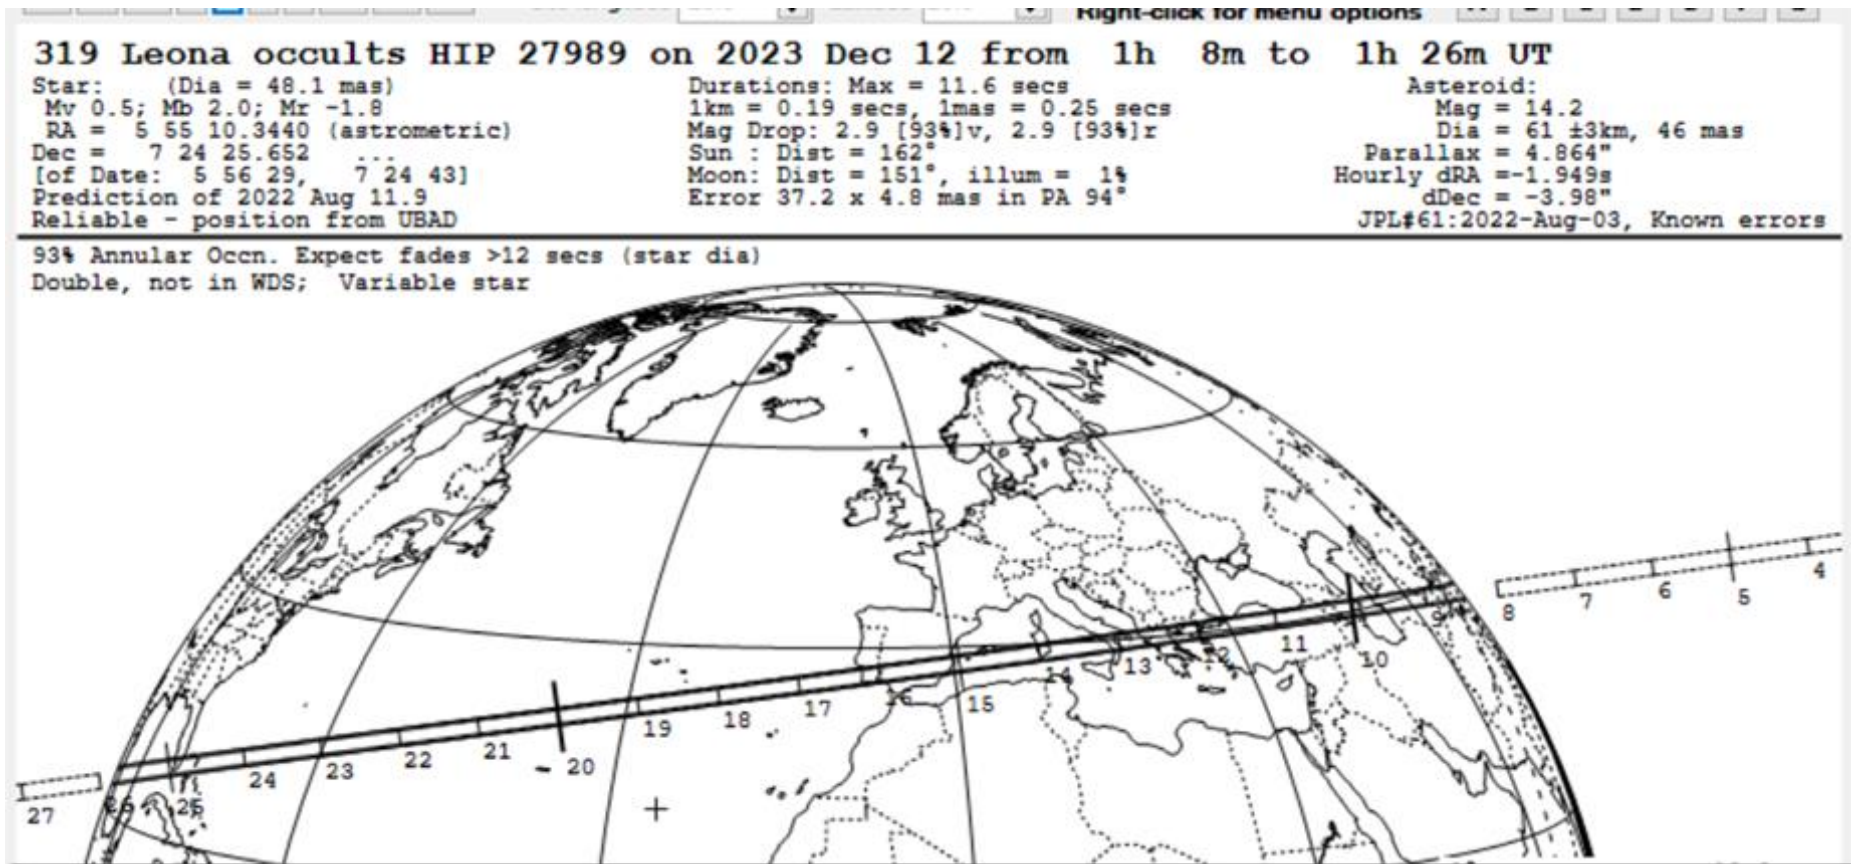 Right-click for menu options
319 Leona occults HIP 27989 on 2023 Dec 12 from 1h 8m to 1h 26m UT
Star: (Dia = 48.1 mas)
Mv 0.5; Mb 2.0; Mr -1.8
RA = 5 55 10.3440 (astrometric)
Dec = 7 24 25.652 ...
[of Date: 5 56 29, 7 24 43]
Prediction of 2022 Aug 11.9
Reliable - position from UBAD
Durations: Max = 11.6 secs
1km = 0.19 secs, 1mas = 0.25 secs
Mag Drop: 2.9 [93%]v, 2.9 [93%]r
Sun : Dist = 162°
Moon: Dist = 151°, illum = 1%
Error 37.2 x 4.8 mas in PA 94°
Asteroid:
Mag = 14.2
Dia = 61 ±3km, 46 mas
Parallax = 4.864"
Hourly dRA =-1.949s
dDec = -3.98"
JPL#61:2022-Aug-03, Known errors
93% Annular Occn. Expect fades >12 secs (star dia)
Double, not in WDS; Variable star
4
5
6
7
8
9
10
11
12
13
14
15
16
17
18
19
20
21
22
23
24
25
26
27